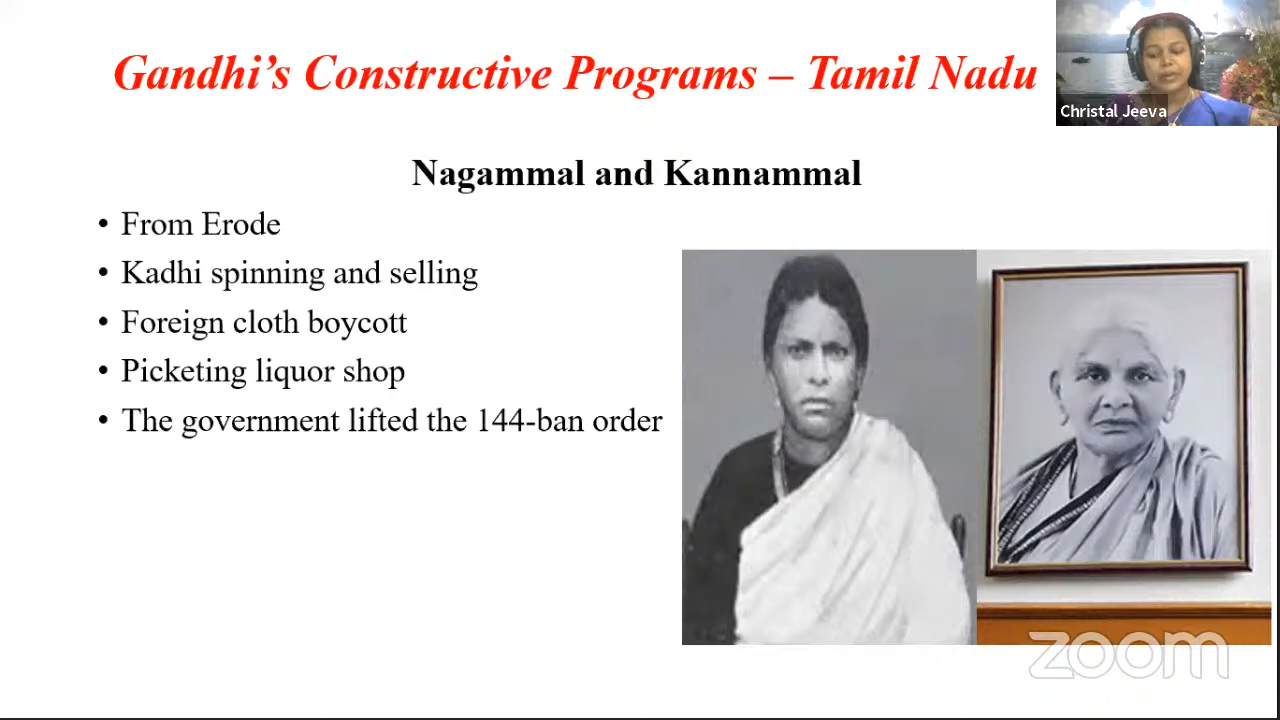 Gandhi’s Constructive Programs – Tamil Nadu
Christal Jeeva
Nagammal and Kannammal
• From Erode
• Kadhi spinning and selling
• Foreign cloth boycott
• Picketing liquor shop
• The government lifted the 144-ban order
zoom